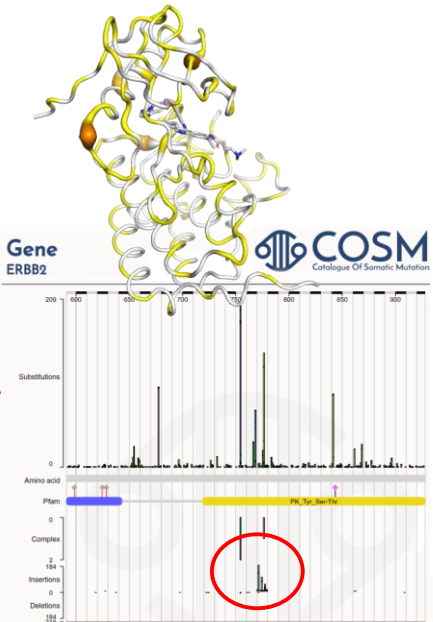 Gene
ERBB2
COSM
Catalogue Of Somatic Mutation
209
600 650 700 750 800 850 900
Substitutions
0
Amino acid
Pfam
PK_Tyr_Ser-Thr
0
Complex
2
184
Insertions
0
Deletions
184